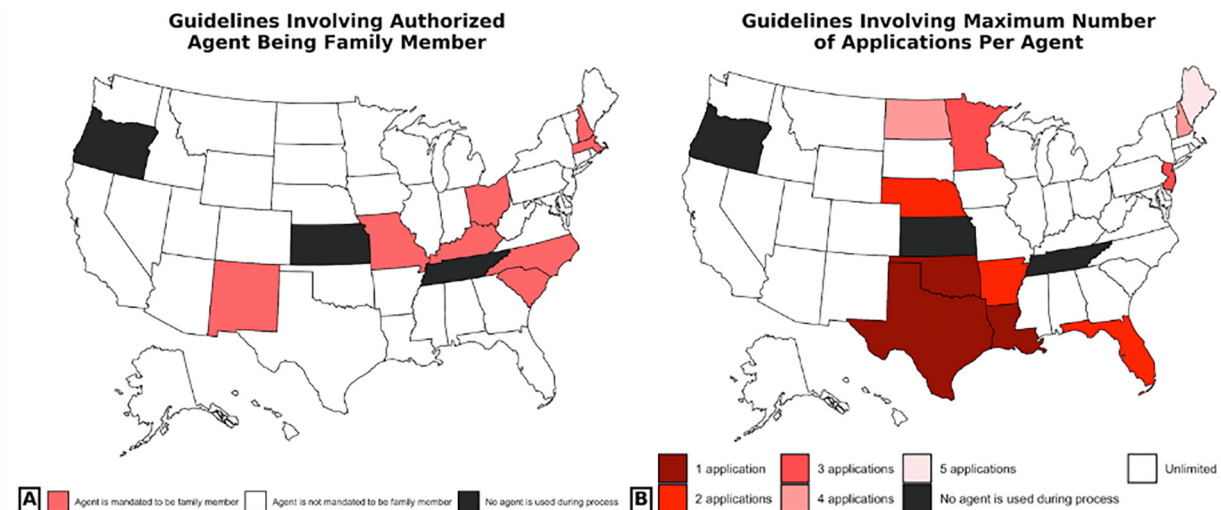 Guidelines Involving Authorized
Agent Being Family Member
Guidelines Involving Maximum Number
of Applications Per Agent
A
Agent is mandated to be family member
Agent is not mandated to be family member
No agent is used during process
B
1 application
3 applications
5 applications
Unlimited
2 applications
4 applications
No agent is used during process